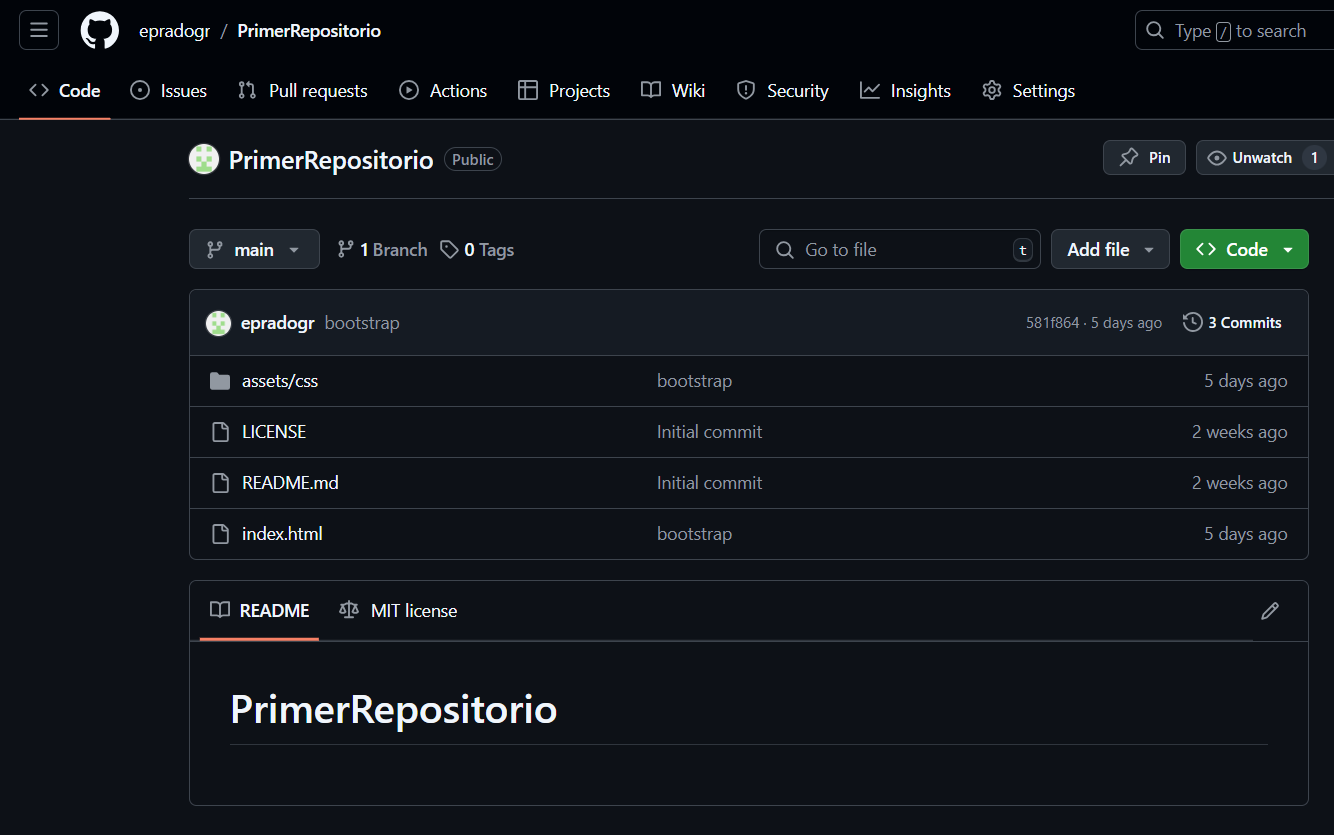 epradogr / PrimerRepositorio
Type / to search
Code Issues Pull requests Actions Projects Wiki Security Insights Settings
PrimerRepositorio Public
Pin Unwatch 1
main 1 Branch 0 Tags Go to file t Add file Code
epradogr bootstrap 581f864 · 5 days ago 3 Commits
assets/css bootstrap 5 days ago
LICENSE Initial commit 2 weeks ago
README.md Initial commit 2 weeks ago
index.html bootstrap 5 days ago
README MIT license
PrimerRepositorio